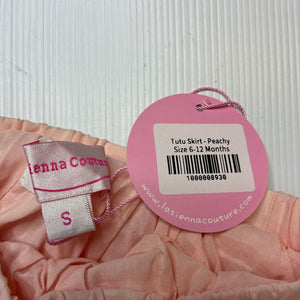 ienna Coutu
S
Tutu Skirt - Peachy
Size 6-12 Months
1000008930
www.lasiennacouture.com